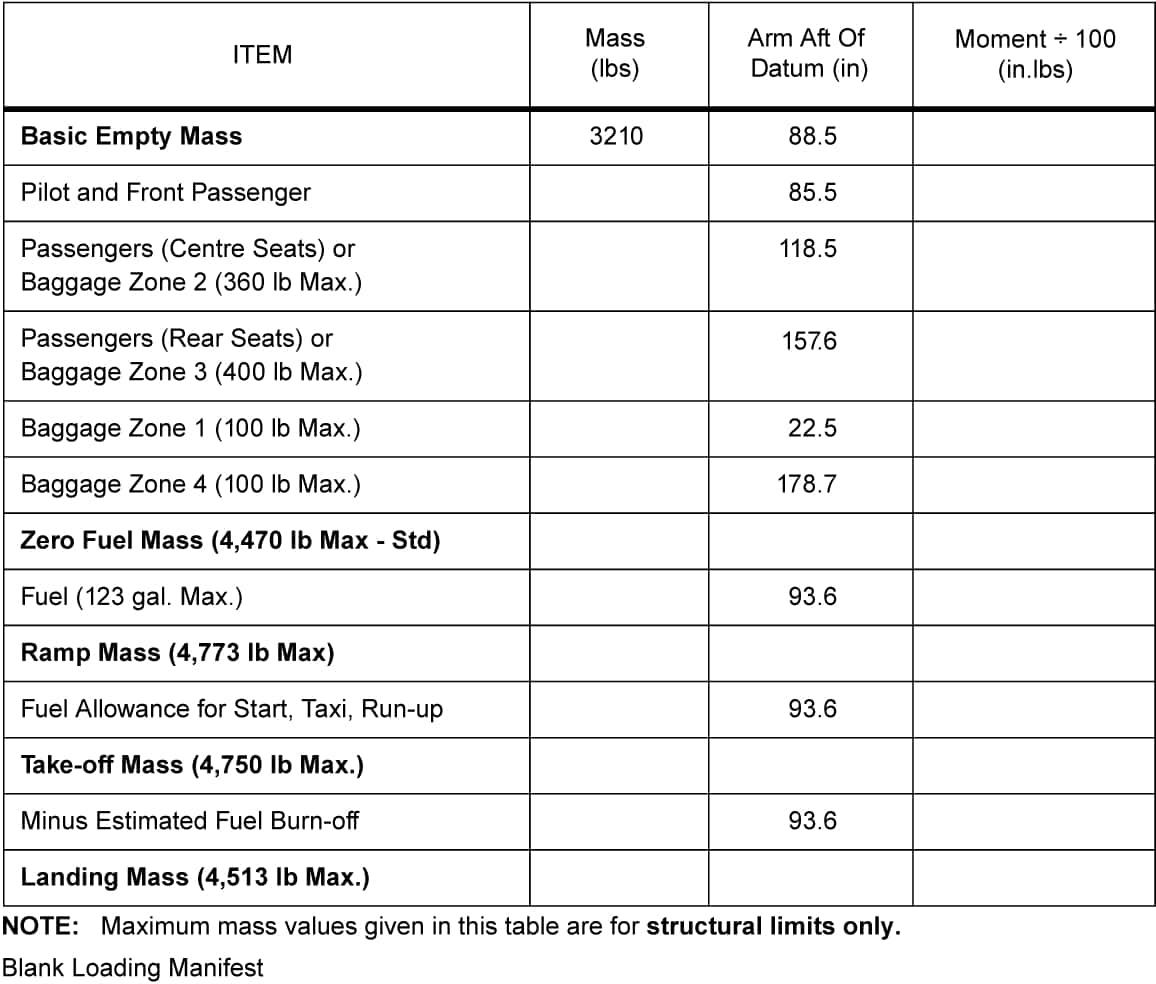 ITEM
Mass
(lbs)
Arm Aft Of
Datum (in)
Moment ÷ 100
(in.lbs)
Basic Empty Mass 3210 88.5
Pilot and Front Passenger 85.5
Passengers (Centre Seats) or
Baggage Zone 2 (360 lb Max.)
118.5
Passengers (Rear Seats) or
Baggage Zone 3 (400 lb Max.)
157.6
Baggage Zone 1 (100 lb Max.) 22.5
Baggage Zone 4 (100 lb Max.) 178.7
Zero Fuel Mass (4,470 lb Max - Std)
Fuel (123 gal. Max.) 93.6
Ramp Mass (4,773 lb Max)
Fuel Allowance for Start, Taxi, Run-up 93.6
Take-off Mass (4,750 lb Max.)
Minus Estimated Fuel Burn-off 93.6
Landing Mass (4,513 lb Max.)
NOTE: Maximum mass values given in this table are for structural limits only.
Blank Loading Manifest